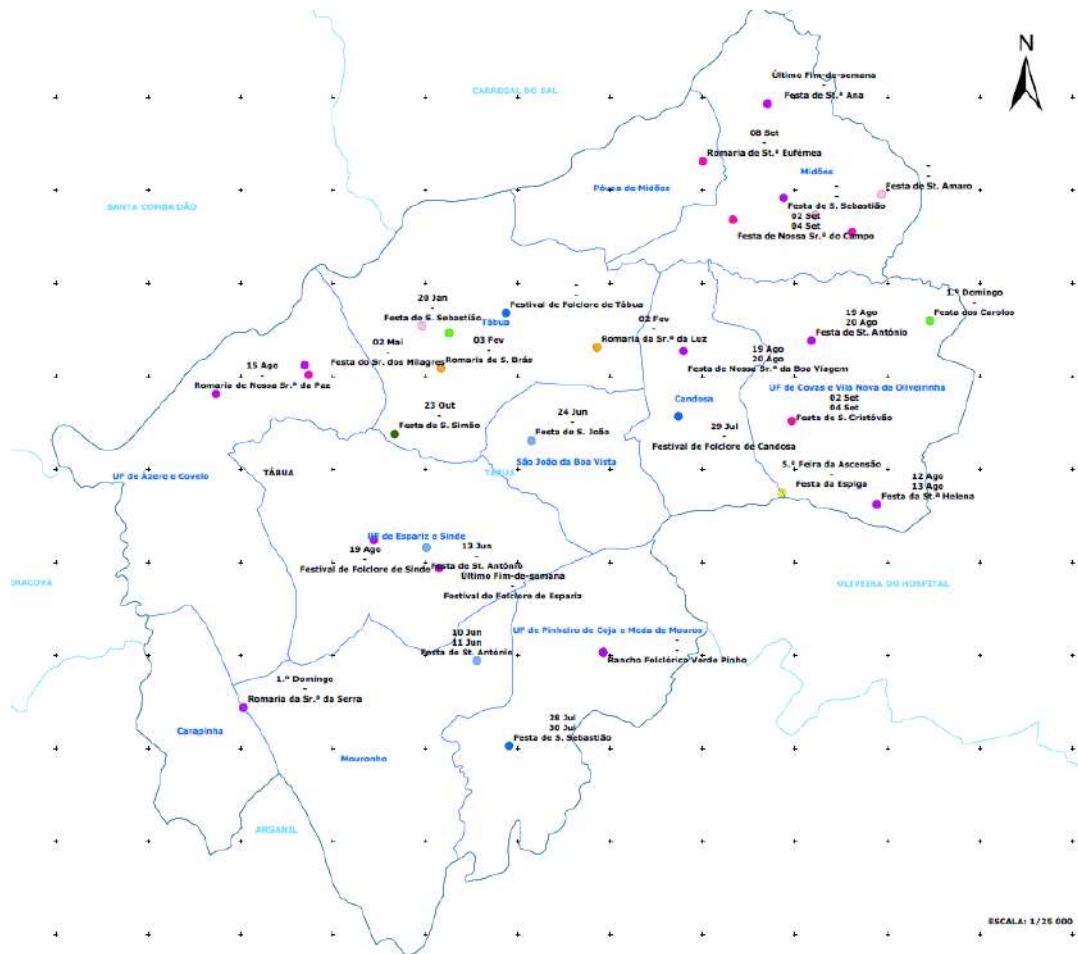 N
Último Fim-de-semana
-
Festa de St.ª Ana
CARREGAL DO SAL
08 Set
-
Romaria de St.ª Eufémea
Midões
-
-
Festa de St. Amaro
Póvoa de Midões
-
Festa de S. Sebastião
02 Set
04 Set
Festa de Nossa Sr.ª do Campo
SANTA COMBA DÃO
20 Jan
-
Festa de S. Sebastião
-
-
Festival de Folclore de Tábua
Tábua
02 Fev
-
Romaria da Sr.ª da Luz
1.º Domingo
-
Festa dos Carolos
19 Ago
20 Ago
Festa de St. António
02 Mai
-
Festa do Sr. dos Milagres
03 Fev
-
Romaria de S. Brás
19 Ago
20 Ago
Festa de Nossa Sr.ª da Boa Viagem
15 Ago
-
Romaria de Nossa Sr.ª da Paz
UF de Covas e Vila Nova de Oliveirinha
02 Set
04 Set
Festa de S. Cristóvão
Candosa
23 Out
-
Festa de S. Simão
24 Jun
-
Festa de S. João
29 Jul
-
Festival de Folclore de Candosa
São João da Boa Vista
5.ª Feira da Ascensão
-
Festa da Espiga
UF de Ázere e Covelo
TÁBUA
TÁBUA
12 Ago
13 Ago
Festa da St.ª Helena
UF de Espariz e Sinde
19 Ago
-
Festival de Folclore de Sinde
13 Jun
-
Festa de St. António
Último Fim-de-semana
-
Festival de Folclore de Espariz
OLIVEIRA DO HOSPITAL
10 Jun
11 Jun
Festa de St. António
UF de Pinheiro de Coja e Meda de Mouros
-
-
Rancho Folclórico Verde Pinho
1.º Domingo
-
Romaria da Sr.ª da Serra
28 Jul
30 Jul
Festa de S. Sebastião
Carapinha
Mouronho
ARGANIL
ESCALA: 1/25 000